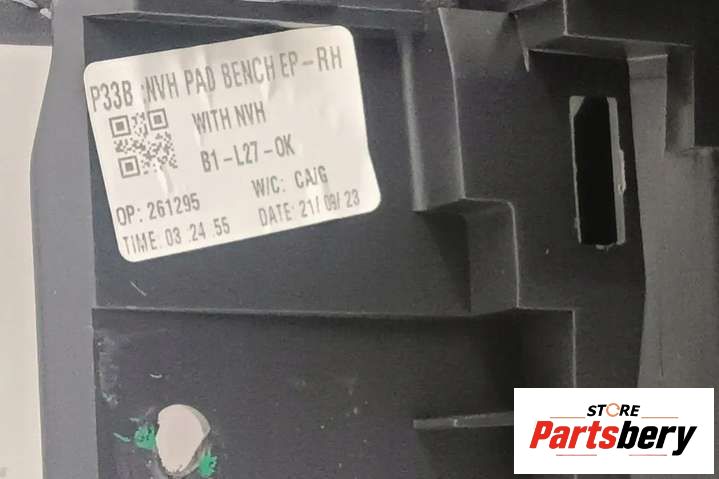 P33B :NVH PAD BENCH EP-RH
WITH NVH
B1-L27-OK
OP: 261295
W/C: CA/G
TIME: 03 :24 :55
DATE: 21/ 09/ 23
STORE
Partsbery